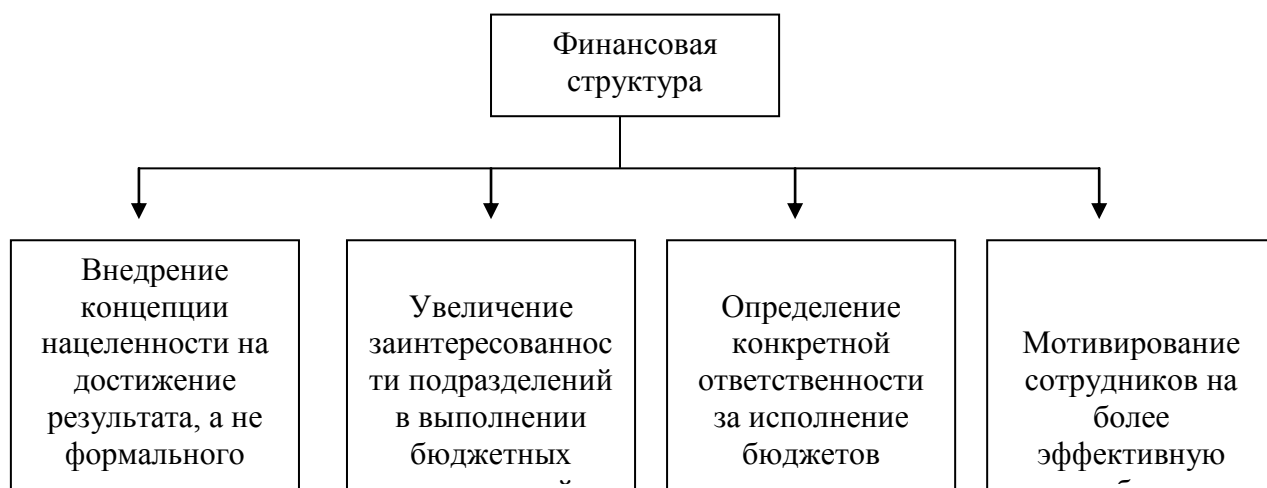 Финансовая
структура
Внедрение
концепции
нацеленности на
достижение
результата, а не
формального
Увеличение
заинтересованнос
ти подразделений
в выполнении
бюджетных
Определение
конкретной
ответственности
за исполнение
бюджетов
Мотивирование
сотрудников на
более
эффективную